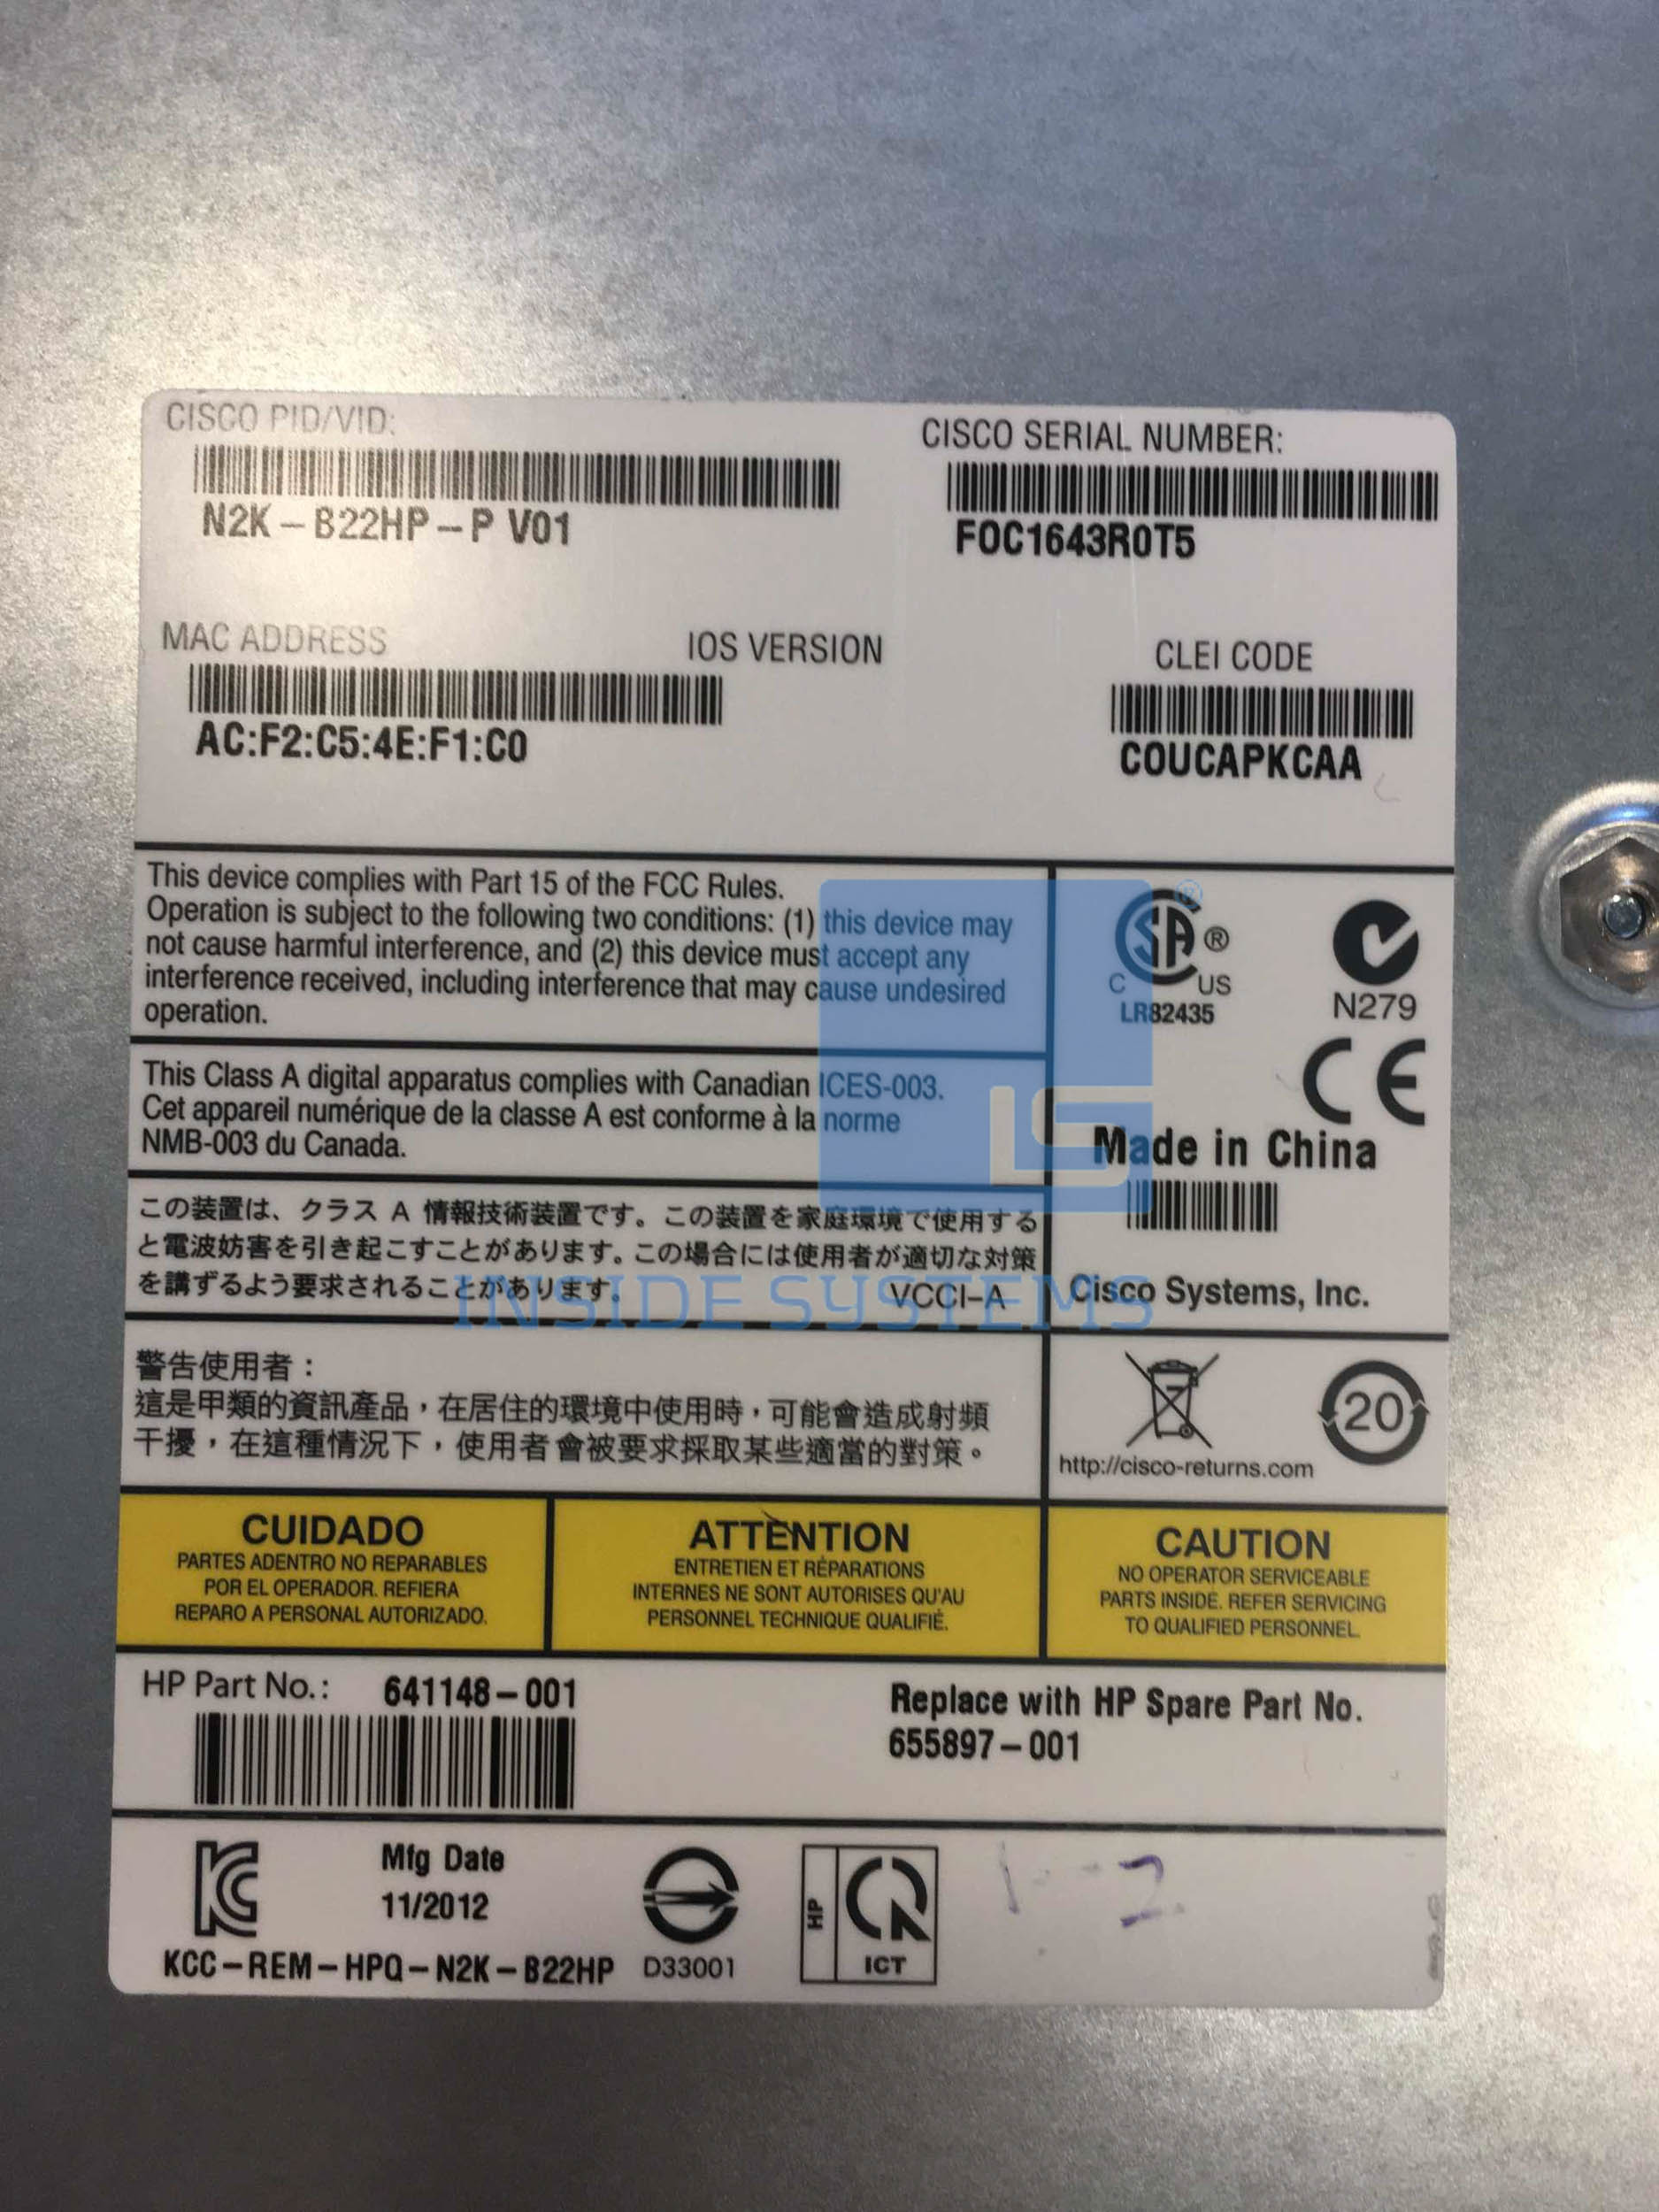 CISCO PID/VID:
N2K-B22HP-P V01
CISCO SERIAL NUMBER:
FOC1643R0T5
MAC ADDRESS
AC:F2:C5:4E:F1:C0
IOS VERSION
CLEI CODE
COUCAPKCAA
This device complies with Part 15 of the FCC Rules.
Operation is subject to the following two conditions: (1) this device may
not cause harmful interference, and (2) this device must accept any
interference received, including interference that may cause undesired
operation.
SA ®
C US
LR82435
N279
CE
This Class A digital apparatus complies with Canadian ICES-003.
Cet appareil numérique de la classe A est conforme à la norme
NMB-003 du Canada.
Made in China
この装置は、クラス A 情報技術装置です。この装置を家庭環境で使用する
と電波妨害を引き起こすことがあります。この場合には使用者が適切な対策
を講ずるよう要求されることがあります。
VCCI-A
Cisco Systems, Inc.
INSIDE SYSTEMS
警告使用者：
這是甲類的資訊產品，在居住的環境中使用時，可能會造成射頻
干擾，在這種情況下，使用者會被要求採取某些適當的對策。
20
http://cisco-returns.com
CUIDADO
PARTES ADENTRO NO REPARABLES
POR EL OPERADOR. REFIERA
REPARO A PERSONAL AUTORIZADO.
ATTENTION
ENTRETIEN ET RÉPARATIONS
INTERNES NE SONT AUTORISES QU'AU
PERSONNEL TECHNIQUE QUALIFIÉ.
CAUTION
NO OPERATOR SERVICEABLE
PARTS INSIDE. REFER SERVICING
TO QUALIFIED PERSONNEL.
HP Part No.: 641148-001
Replace with HP Spare Part No.
655897-001
Mfg Date
11/2012
KCC-REM-HPQ-N2K-B22HP
D33001
HP
ICT
1--2